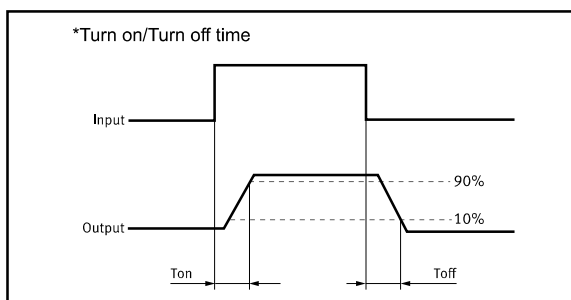 *Turn on/Turn off time
Input
90%
10%
Output
Ton
Toff